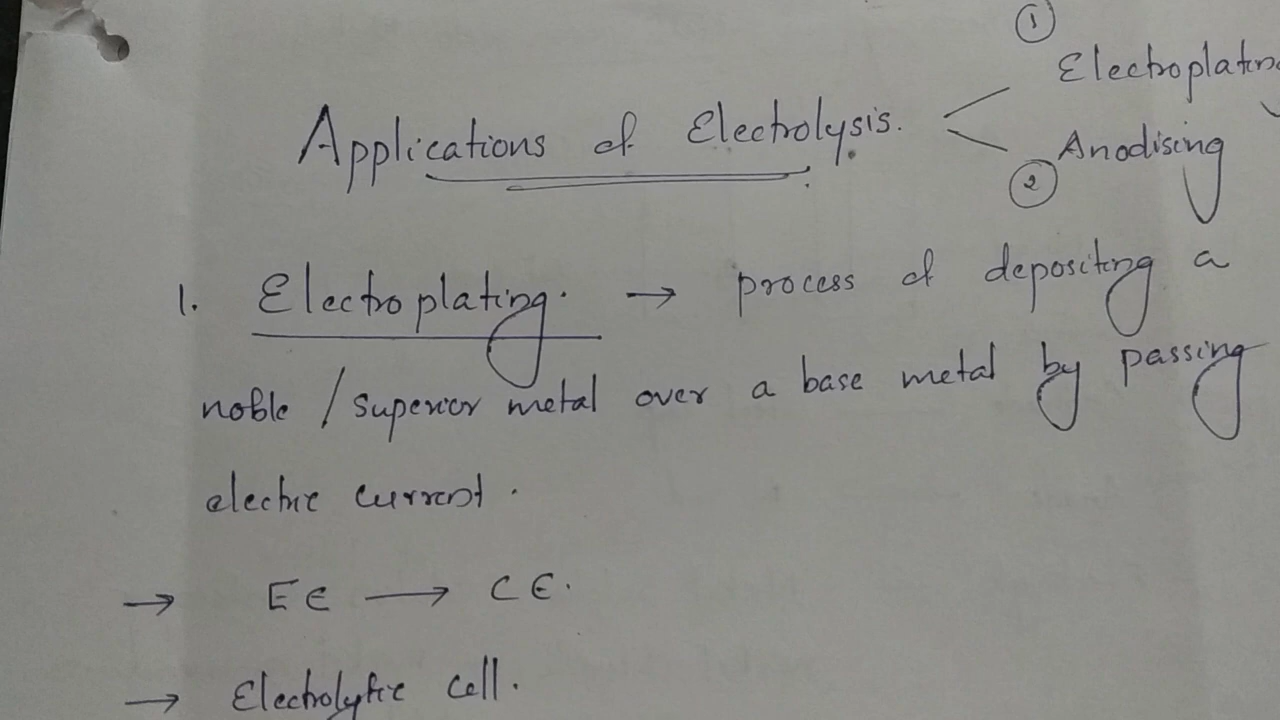 ①
Electroplating
Applications of Electrolysis.
Anodising
②
1. Electroplating. → process of depositing a
noble / superior metal over a base metal by passing
electric current.
→ EE → CE.
→ Electrolytic cell.